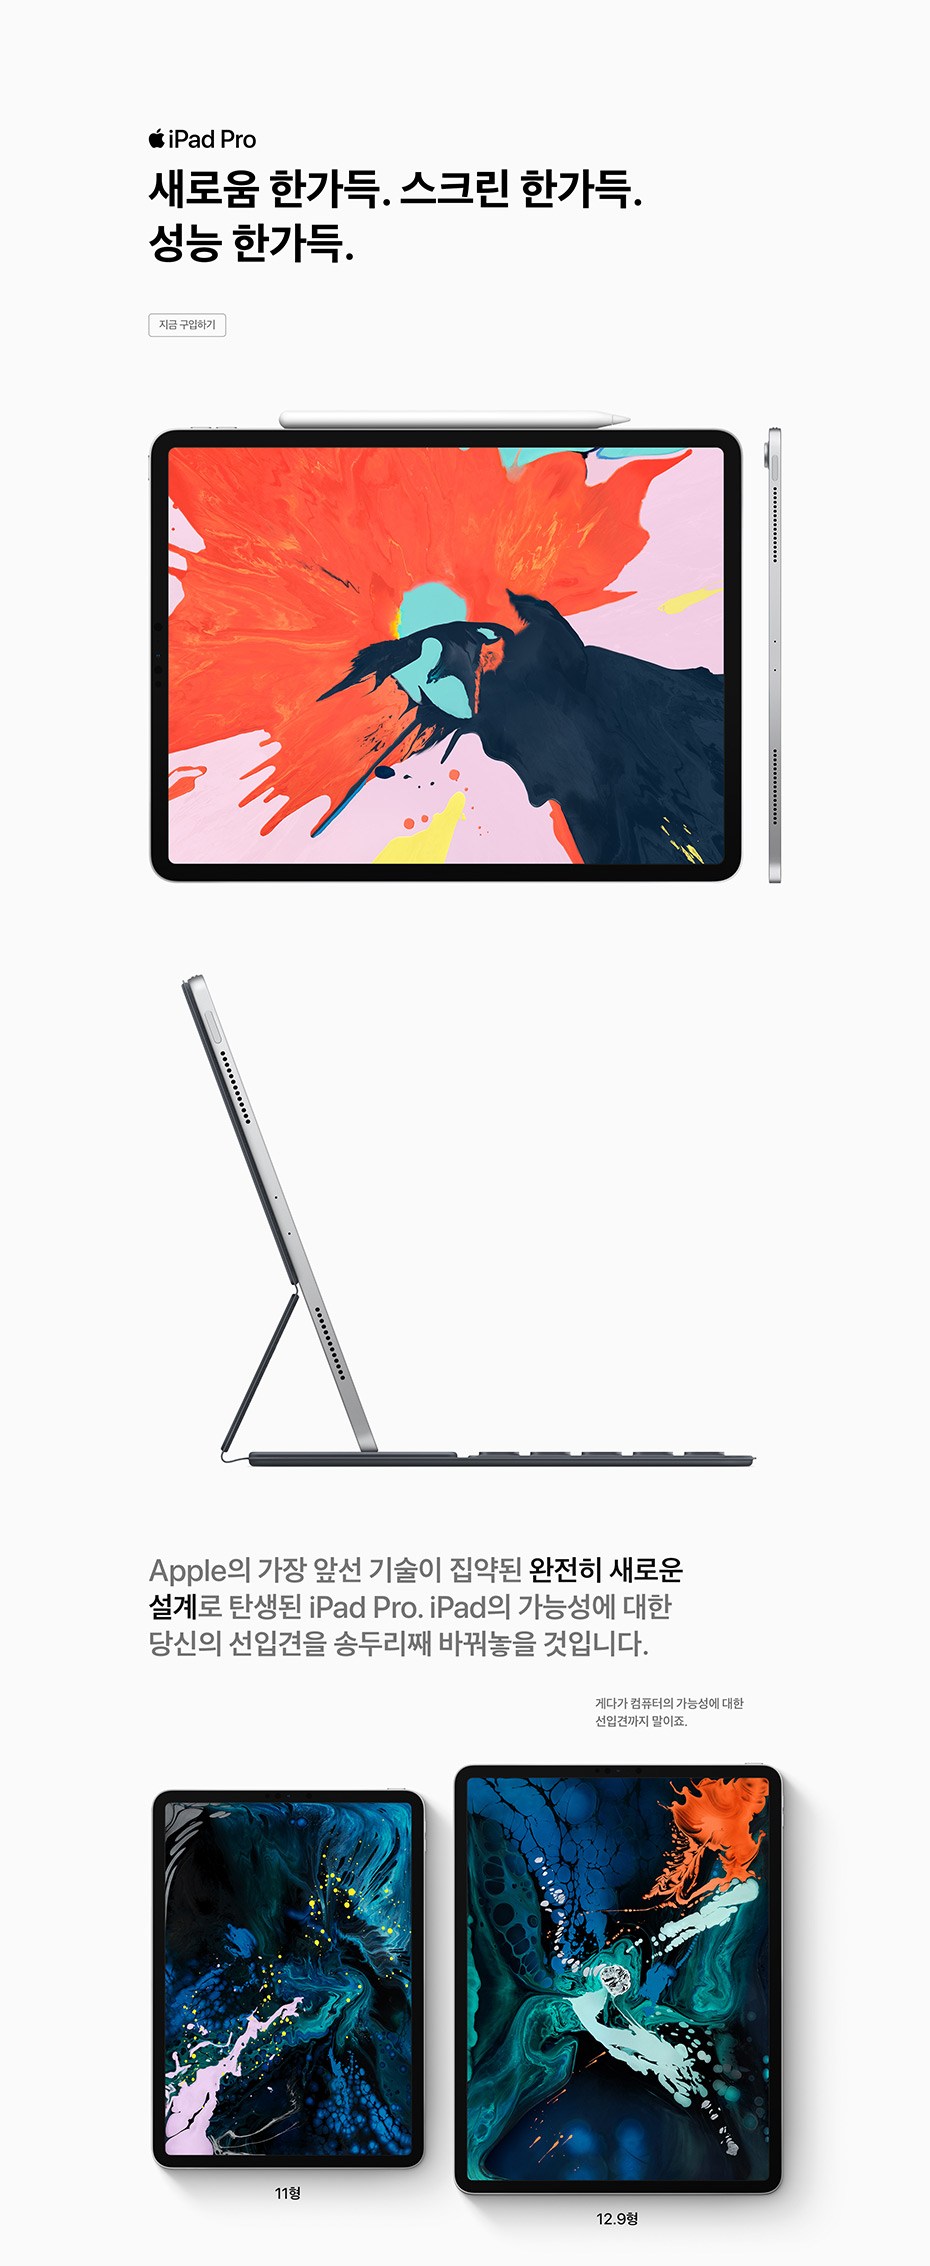 iPad Pro
새로움 한가득. 스크린 한가득.
성능 한가득.
지금 구입하기
Apple의 가장 앞선 기술이 집약된 완전히 새로운
설계로 탄생된 iPad Pro. iPad의 가능성에 대한
당신의 선입견을 송두리째 바꿔놓을 것입니다.
게다가 컴퓨터의 가능성에 대한
선입견까지 말이죠.
11형
12.9형